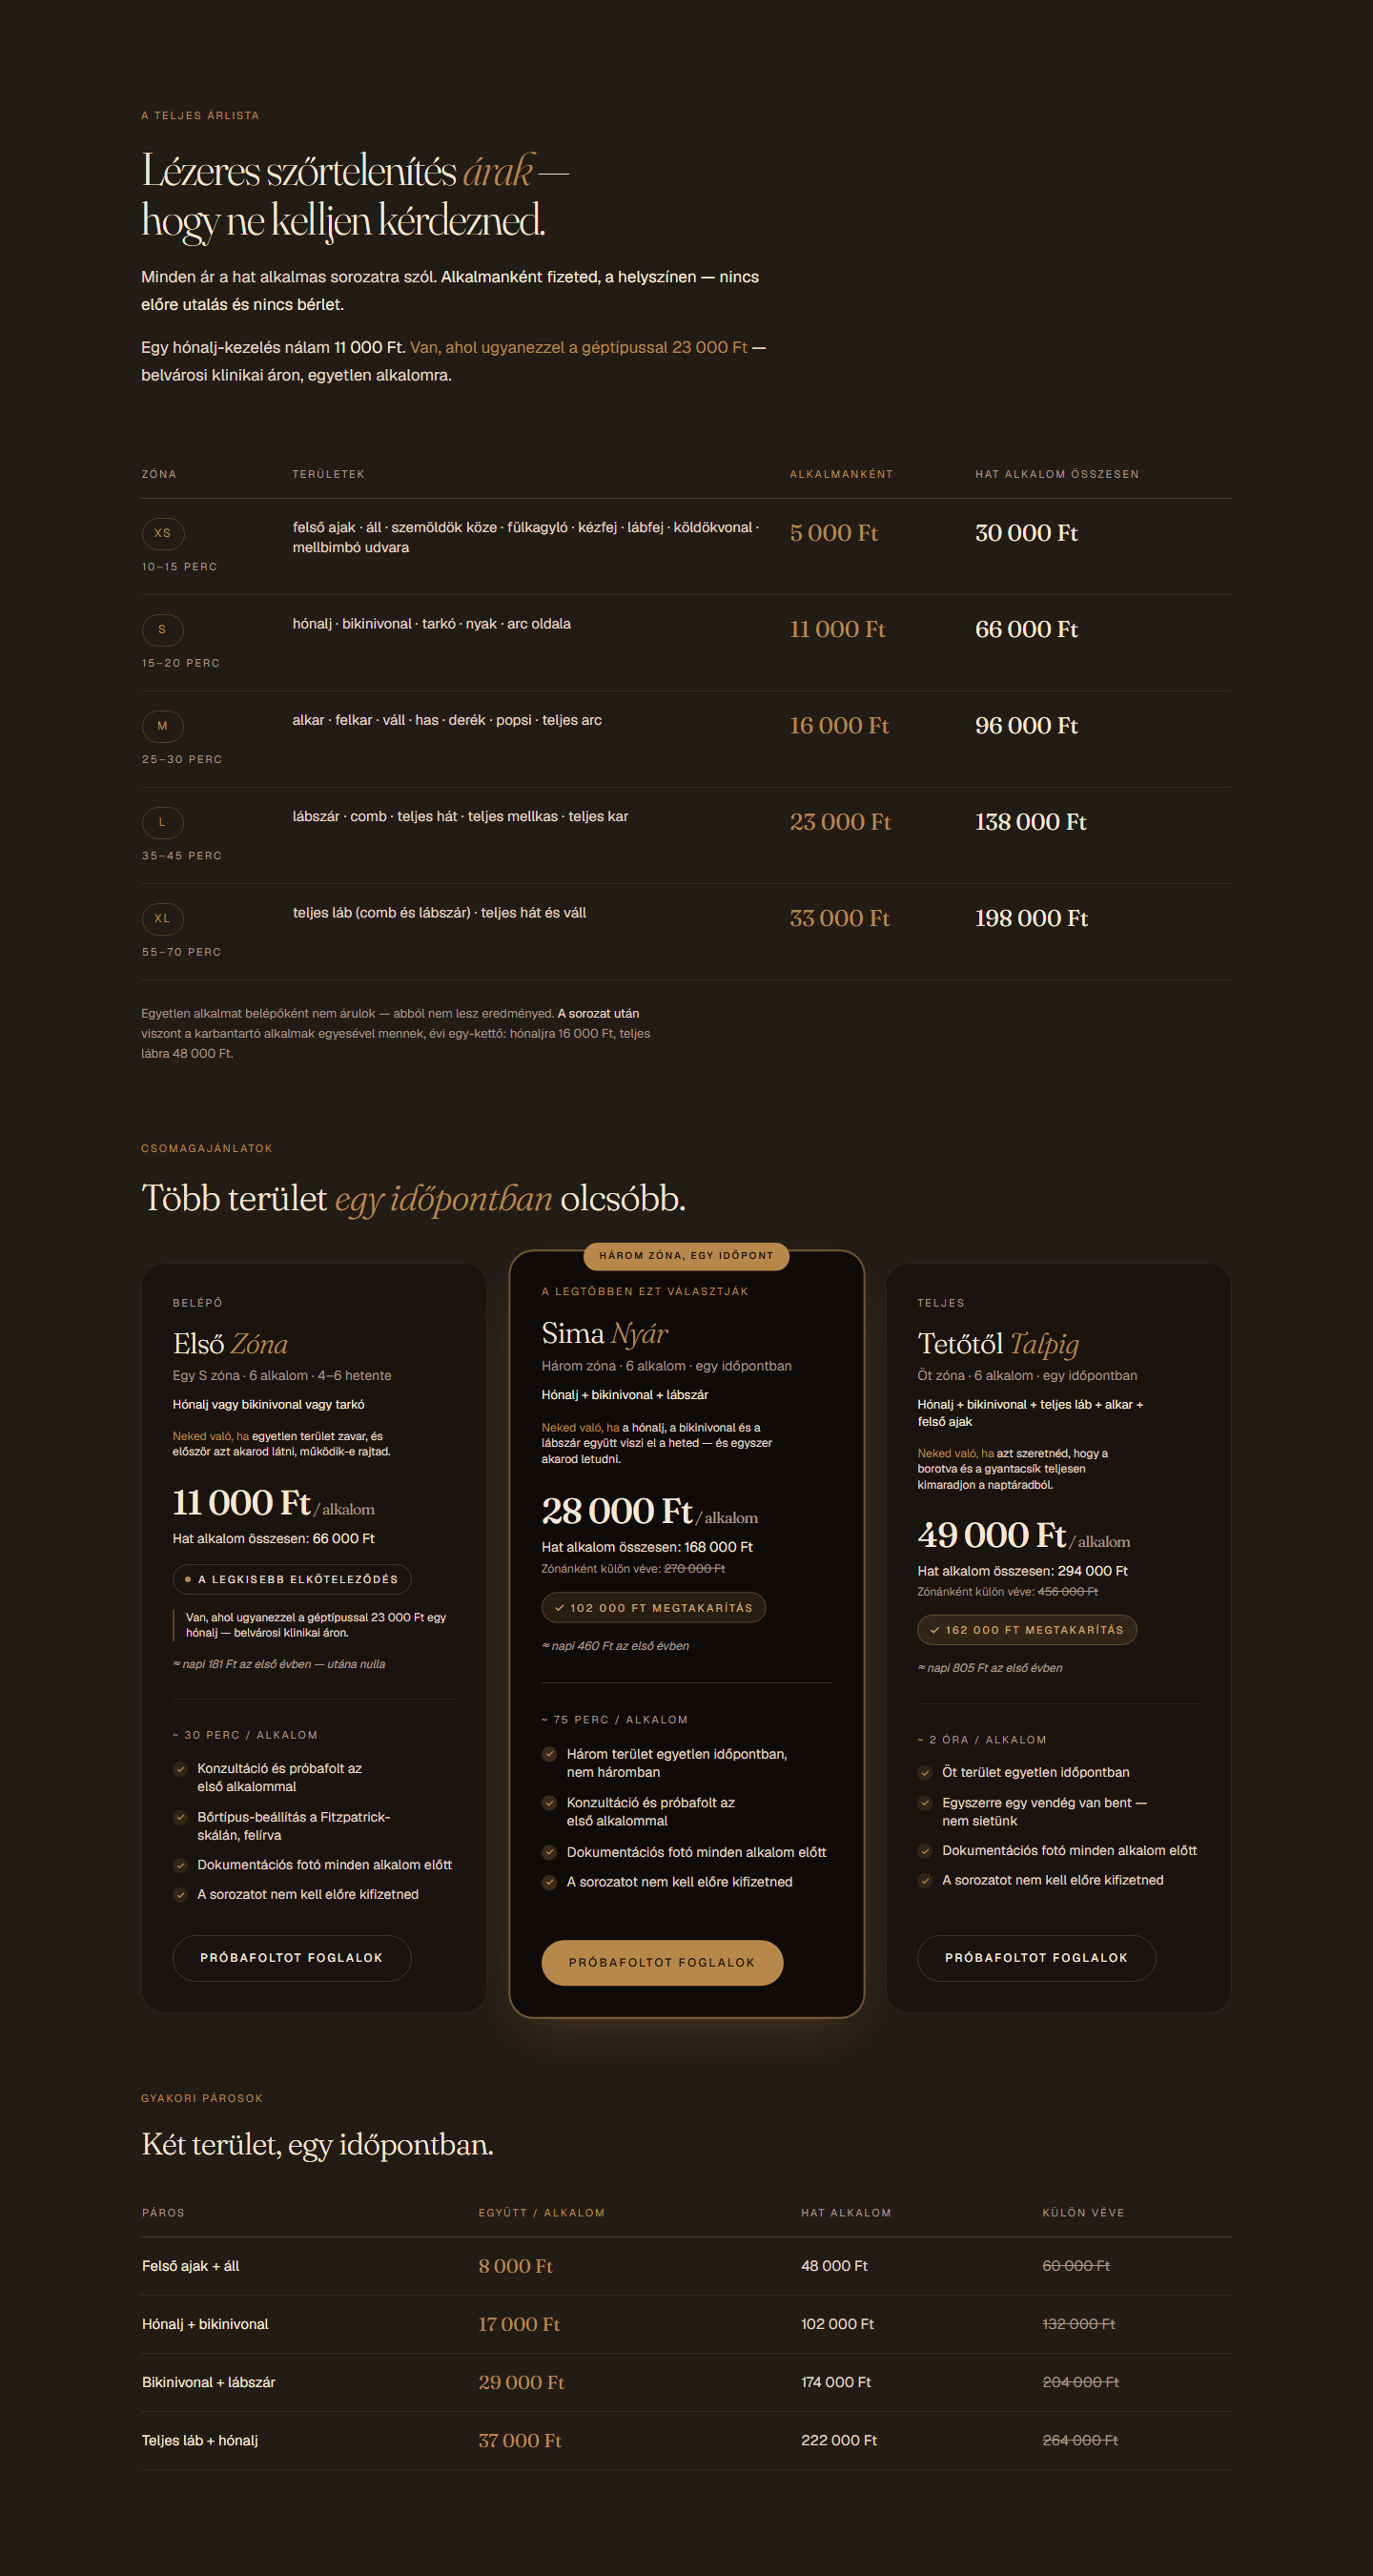 A TELJES ÁRLISTA
Lézeres szőrtelenítés árak —
hogy ne kelljen kérdezned.
Minden ár a hat alkalmas sorozatra szól. Alkalmanként fizeted, a helyszínen — nincs
előre utalás és nincs bérlet.
Egy hónalj-kezelés nálam 11 000 Ft. Van, ahol ugyanezzel a géptípussal 23 000 Ft —
belvárosi klinikai áron, egyetlen alkalomra.
ZÓNA TERÜLETEK ALKALMANKÉNT HAT ALKALOM ÖSSZESEN
XS
10–15 PERC
felső ajak · áll · szemöldök köze · fülkagyló · kézfej · lábfej · köldökvonal ·
mellbimbó udvara
5 000 Ft 30 000 Ft
S
15–20 PERC
hónalj · bikinivonal · tarkó · nyak · arc oldala
11 000 Ft 66 000 Ft
M
25–30 PERC
alkar · felkar · váll · has · derék · popsi · teljes arc
16 000 Ft 96 000 Ft
L
35–45 PERC
lábszár · comb · teljes hát · teljes mellkas · teljes kar
23 000 Ft 138 000 Ft
XL
55–70 PERC
teljes láb (comb és lábszár) · teljes hát és váll
33 000 Ft 198 000 Ft
Egyetlen alkalmat belépőként nem árulok — abból nem lesz eredményed. A sorozat után
viszont a karbantartó alkalmak egyesével mennek, évi egy-kettő: hónaljra 16 000 Ft, teljes
lábra 48 000 Ft.
CSOMAGAJÁNLATOK
Több terület egy időpontban olcsóbb.
BELÉPŐ
Első Zóna
Egy S zóna · 6 alkalom · 4–6 hetente
Hónalj vagy bikinivonal vagy tarkó
Neked való, ha egyetlen terület zavar, és
először azt akarod látni, működik-e rajtad.
11 000 Ft / alkalom
Hat alkalom összesen: 66 000 Ft
A LEGKISEBB ELKÖTELEZŐDÉS
Van, ahol ugyanezzel a géptípussal 23 000 Ft egy
hónalj — belvárosi klinikai áron.
≈ napi 181 Ft az első évben — utána nulla
~ 30 PERC / ALKALOM
Konzultáció és próbafolt az
első alkalommal
Bőrtípus-beállítás a Fitzpatrick-
skálán, felírva
Dokumentációs fotó minden alkalom előtt
A sorozatot nem kell előre kifizetned
PRÓBAFOLTOT FOGLALOK
HÁROM ZÓNA, EGY IDŐPONT
A LEGTÖBBEN EZT VÁLASZTJÁK
Sima Nyár
Három zóna · 6 alkalom · egy időpontban
Hónalj + bikinivonal + lábszár
Neked való, ha a hónalj, a bikinivonal és a
lábszár együtt viszi el a heted — és egyszer
akarod letudni.
28 000 Ft / alkalom
Hat alkalom összesen: 168 000 Ft
Zónánként külön véve: 270 000 Ft
102 000 FT MEGTAKARÍTÁS
≈ napi 460 Ft az első évben
~ 75 PERC / ALKALOM
Három terület egyetlen időpontban,
nem háromban
Konzultáció és próbafolt az
első alkalommal
Dokumentációs fotó minden alkalom előtt
A sorozatot nem kell előre kifizetned
PRÓBAFOLTOT FOGLALOK
TELJES
Tetőtől Talpig
Öt zóna · 6 alkalom · egy időpontban
Hónalj + bikinivonal + teljes láb + alkar +
felső ajak
Neked való, ha azt szeretnéd, hogy a
borotva és a gyantacsík teljesen
kimaradjon a naptáradból.
49 000 Ft / alkalom
Hat alkalom összesen: 294 000 Ft
Zónánként külön véve: 456 000 Ft
162 000 FT MEGTAKARÍTÁS
≈ napi 805 Ft az első évben
~ 2 ÓRA / ALKALOM
Öt terület egyetlen időpontban
Egyszerre egy vendég van bent —
nem sietünk
Dokumentációs fotó minden alkalom előtt
A sorozatot nem kell előre kifizetned
PRÓBAFOLTOT FOGLALOK
GYAKORI PÁROSOK
Két terület, egy időpontban.
PÁROS EGYÜTT / ALKALOM HAT ALKALOM KÜLÖN VÉVE
Felső ajak + áll 8 000 Ft 48 000 Ft 60 000 Ft
Hónalj + bikinivonal 17 000 Ft 102 000 Ft 132 000 Ft
Bikinivonal + lábszár 29 000 Ft 174 000 Ft 204 000 Ft
Teljes láb + hónalj 37 000 Ft 222 000 Ft 264 000 Ft